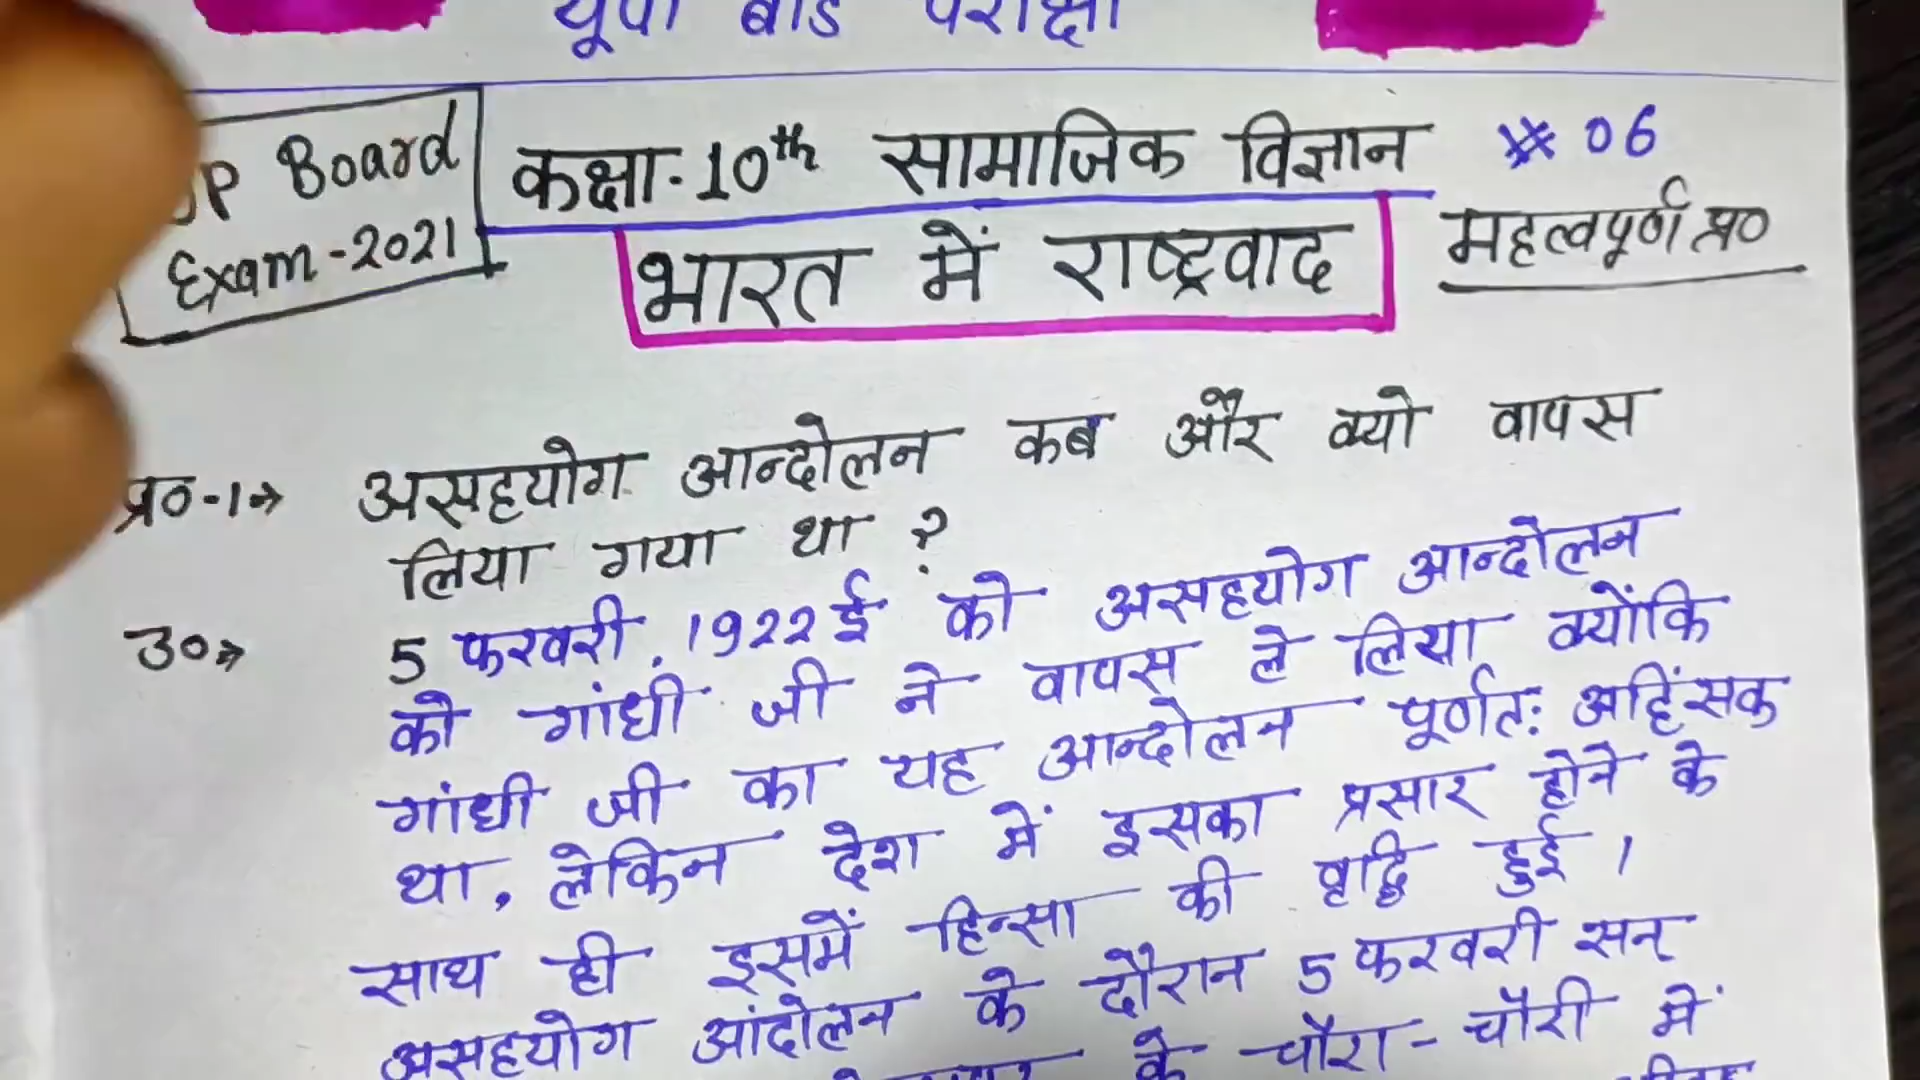 यूपी बोर्ड परीक्षा
UP Board
Exam-2021
कक्षा-10th सामाजिक विज्ञान
06
भारत में राष्ट्रवाद
महत्वपूर्ण प्र०
प्र०-1→ असहयोग आन्दोलन कब और क्यो वापस
लिया गया था ?
उ०→ 5 फरवरी, 1922 ई को असहयोग आन्दोलन
को गांधी जी ने वापस ले लिया क्योंकि
गांधी जी का यह आन्दोलन पूर्णत: अहिंसक
था, लेकिन देश में इसका प्रसार होने के
साथ ही इसमें हिन्सा की वृद्धि हुई ।
असहयोग आंदोलन के दौरान 5 फरवरी सन्
के चौरा-चौरी में